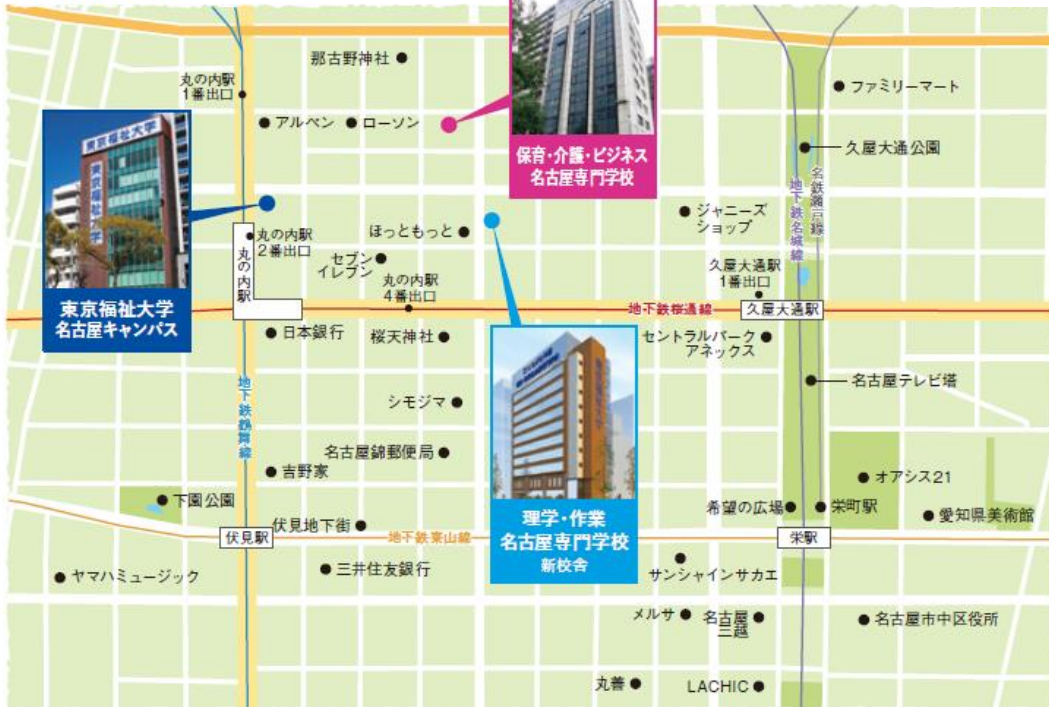 那古野神社
丸の内駅
1番出口
アルペン
ローソン
ファミリーマート
久屋大通公園
東京福祉大学
東京福祉大学
東京福祉大学
名古屋キャンパス
保育・介護・ビジネス
名古屋専門学校
地下鉄名城線
名鉄瀬戸線
ジャニーズ
ショップ
丸の内駅
2番出口
ほっともっと
セブン
イレブン
丸の内駅
丸の内駅
4番出口
久屋大通駅
1番出口
地下鉄桜通線
久屋大通駅
日本銀行
桜天神社
セントラルパーク
アネックス
名古屋テレビ塔
地下鉄鶴舞線
シモジマ
名古屋錦郵便局
吉野家
オアシス21
下園公園
希望の広場
栄町駅
愛知県美術館
伏見地下街
伏見駅
地下鉄東山線
栄駅
理学・作業
名古屋専門学校
新校舎
ヤマハミュージック
三井住友銀行
サンシャインサカエ
メルサ
名古屋
三越
名古屋市中区役所
丸善
LACHIC